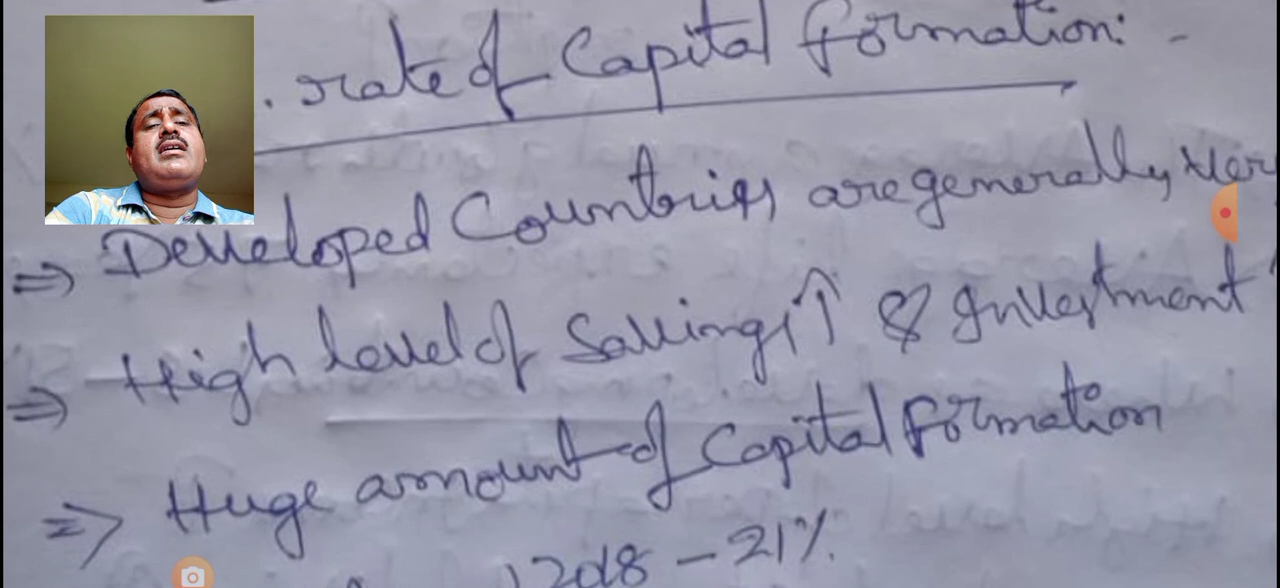 . rate of Capital formation: -
⇒ Developed Countries are generally
⇒ High level of Savings ↑ & Investment
⇒ Huge amount of Capital formation
2018 - 21%